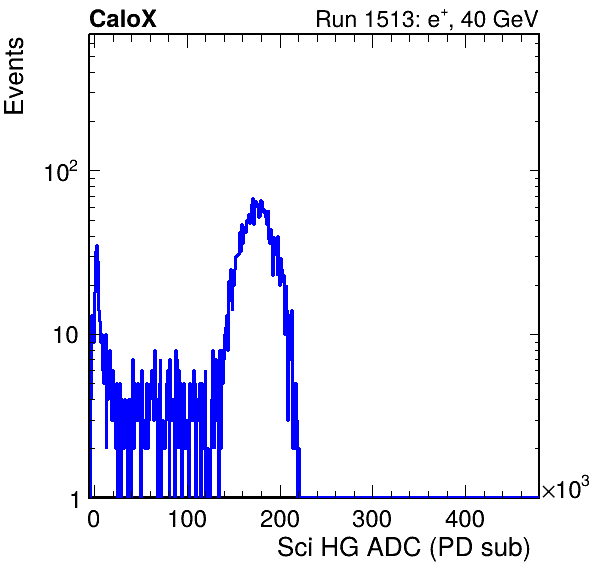 CaloX Run 1513: e⁺, 40 GeV
Events
10²
10
1
0 100 200 300 400 ×10³
Sci HG ADC (PD sub)